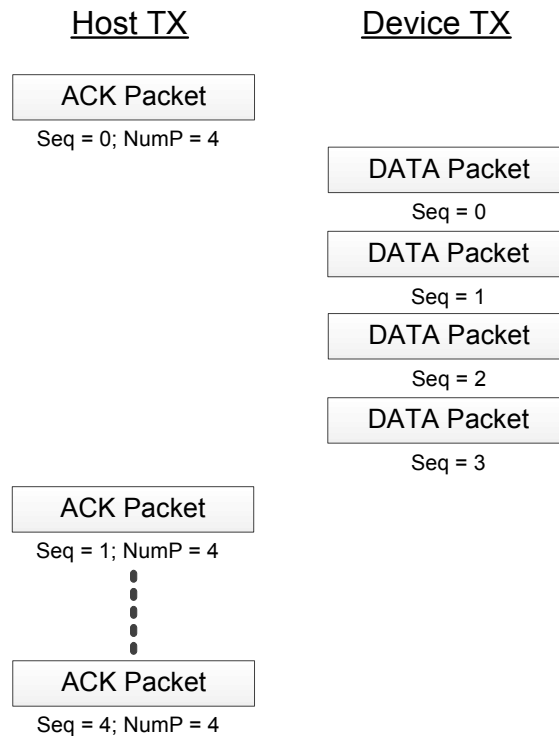 Host TX
Device TX
ACK Packet
Seq = 0; NumP = 4
DATA Packet
Seq = 0
DATA Packet
Seq = 1
DATA Packet
Seq = 2
DATA Packet
Seq = 3
ACK Packet
Seq = 1; NumP = 4
ACK Packet
Seq = 4; NumP = 4